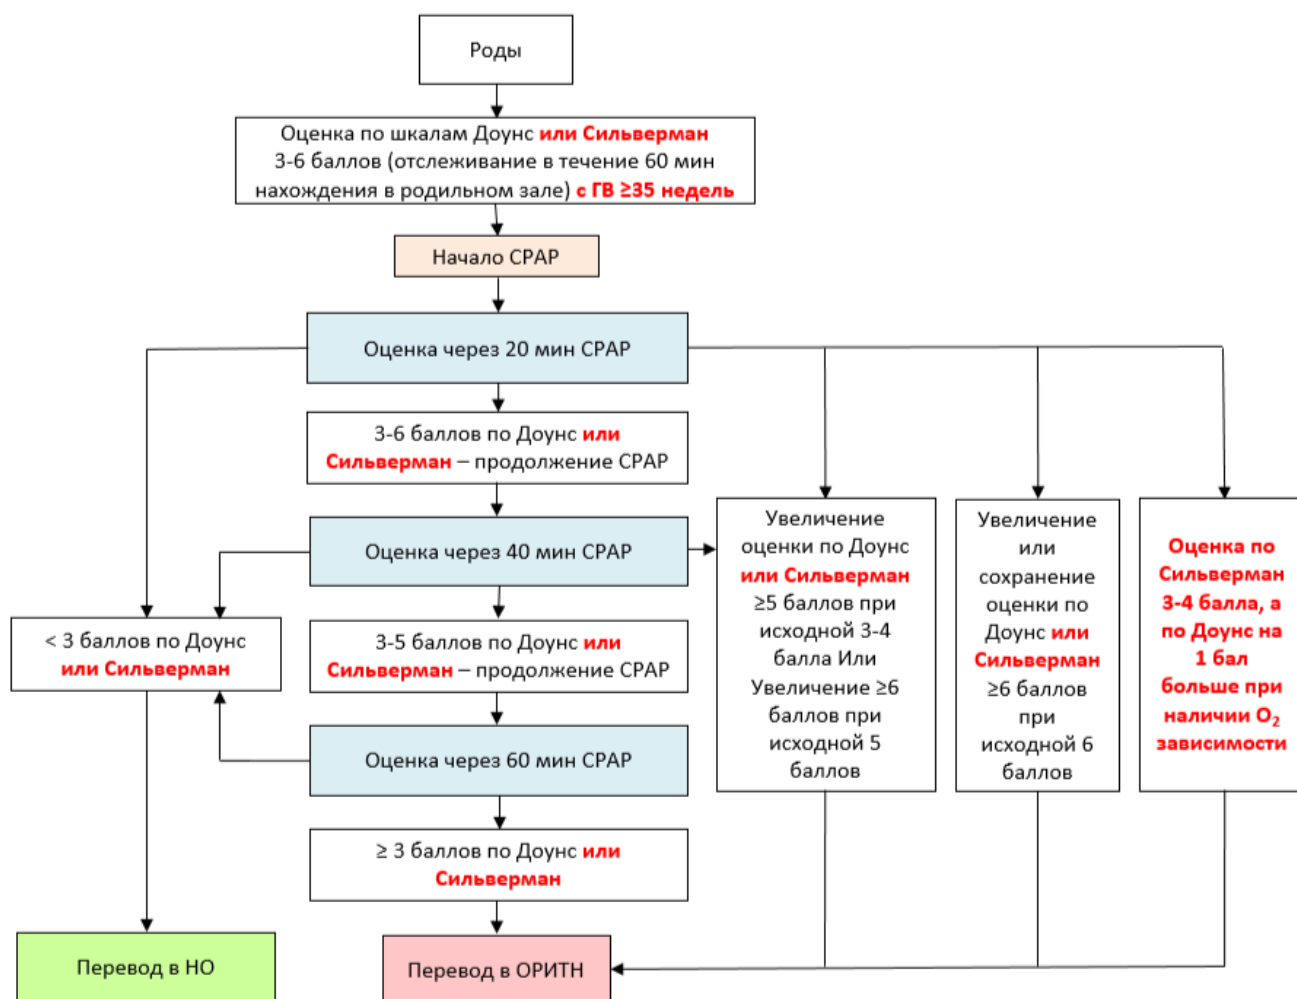 Роды
Оценка по шкалам Доунс или Сильверман
3-6 баллов (отслеживание в течение 60 мин
нахождения в родильном зале) с ГВ ≥35 недель
Начало СРАР
Оценка через 20 мин СРАР
3-6 баллов по Доунс или
Сильверман – продолжение СРАР
Оценка через 40 мин СРАР
3-5 баллов по Доунс или
Сильверман – продолжение СРАР
Оценка через 60 мин СРАР
≥ 3 баллов по Доунс или
Сильверман
< 3 баллов по Доунс
или Сильверман
Увеличение
оценки по Доунс
или Сильверман
≥5 баллов при
исходной 3-4
балла Или
Увеличение ≥6
баллов при
исходной 5
баллов
Увеличение
или
сохранение
оценки по
Доунс или
Сильверман
≥6 баллов
при
исходной 6
баллов
Оценка по
Сильверман
3-4 балла, а
по Доунс на
1 бал
больше при
наличии O₂
зависимости
Перевод в НО
Перевод в ОРИТН